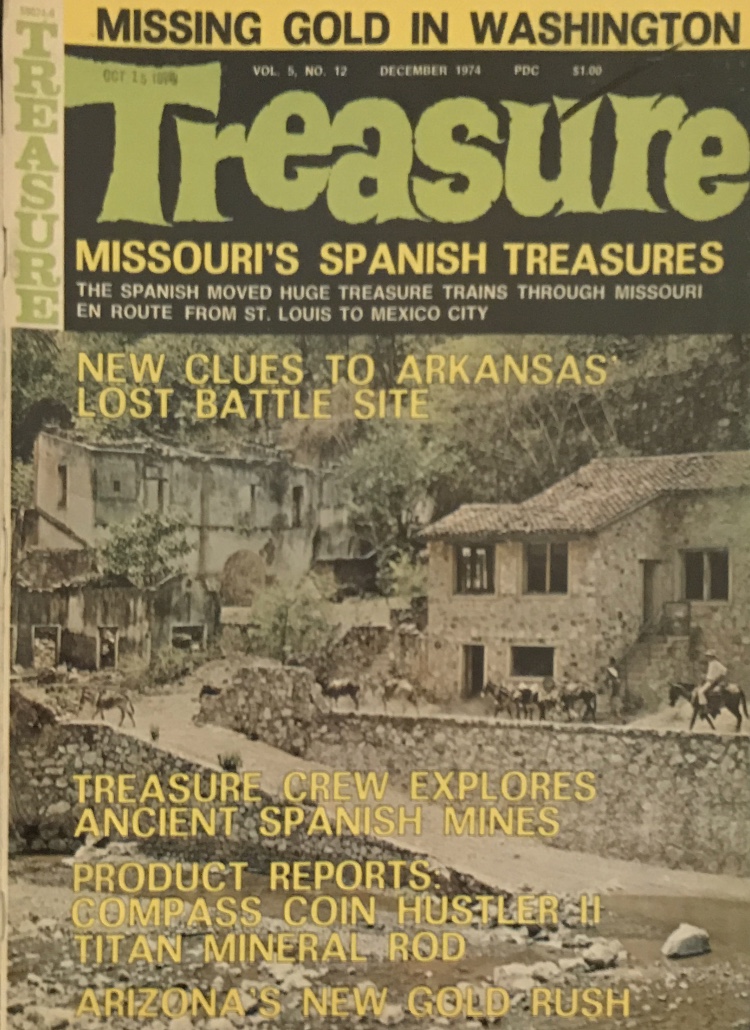 MISSING GOLD IN WASHINGTON
TREASURE
OCT 15
VOL. 5, NO. 12 DECEMBER 1974 PDC $1.00
Treasure
MISSOURI'S SPANISH TREASURES
THE SPANISH MOVED HUGE TREASURE TRAINS THROUGH MISSOURI
EN ROUTE FROM ST. LOUIS TO MEXICO CITY
NEW CLUES TO ARKANSAS'
LOST BATTLE SITE
TREASURE CREW EXPLORES
ANCIENT SPANISH MINES
PRODUCT REPORTS:
COMPASS COIN HUSTLER II
TITAN MINERAL ROD
ARIZONA'S NEW GOLD RUSH